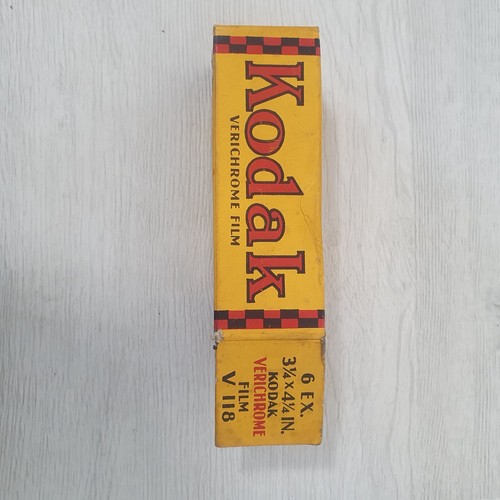 Kodak
VERICHROME FILM
6 EX.
3¼ x 4¼ IN.
KODAK
VERICHROME
FILM
V 118